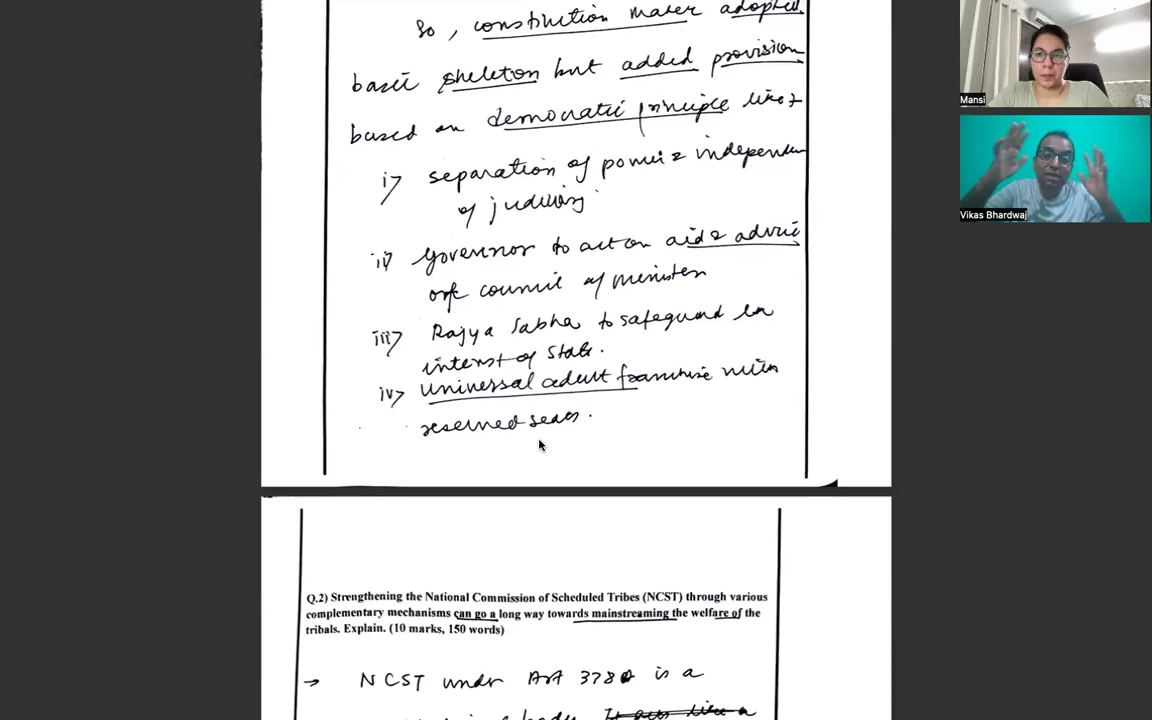 So, constitution maker adopted
basic skeleton but added provision
based on democratic principle like
i) separation of power & independen
of judiciary
ii) Governor to act on aid & advice
of council of minister
iii) Rajya Sabha to safeguard
interest of State.
iv) Universal adult franchise with
reserved seats.
Q.2) Strengthening the National Commission of Scheduled Tribes (NCST) through various
complementary mechanisms can go a long way towards mainstreaming the welfare of the
tribals. Explain. (10 marks, 150 words)
→ NCST under Art 338A is a
Mansi
Vikas Bhardwaj